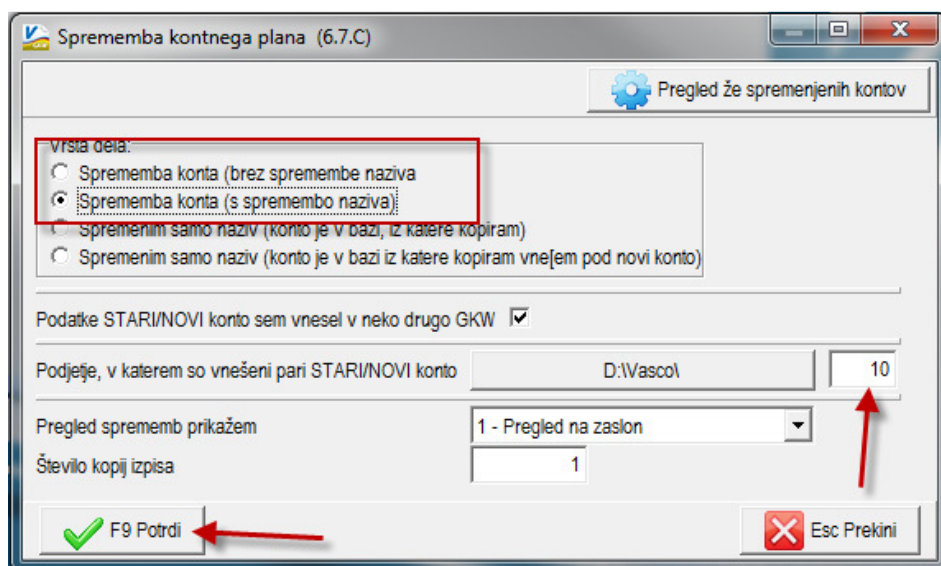 Sprememba kontnega plana (6.7.C)
Pregled že spremenjenih kontov
Vrsta dela:
Sprememba konta (brez spremembe naziva
Sprememba konta (s spremembo naziva)
Spremenim samo naziv (konto je v bazi, iz katere kopiram)
Spremenim samo naziv (konto je v bazi iz katere kopiram vne[em pod novi konto)
Podatke STARI/NOVI konto sem vnesel v neko drugo GKW
Podjetje, v katerem so vnešeni pari STARI/NOVI konto D:\Vasco\ 10
Pregled sprememb prikažem 1 - Pregled na zaslon
Število kopij izpisa 1
F9 Potrdi Esc Prekini